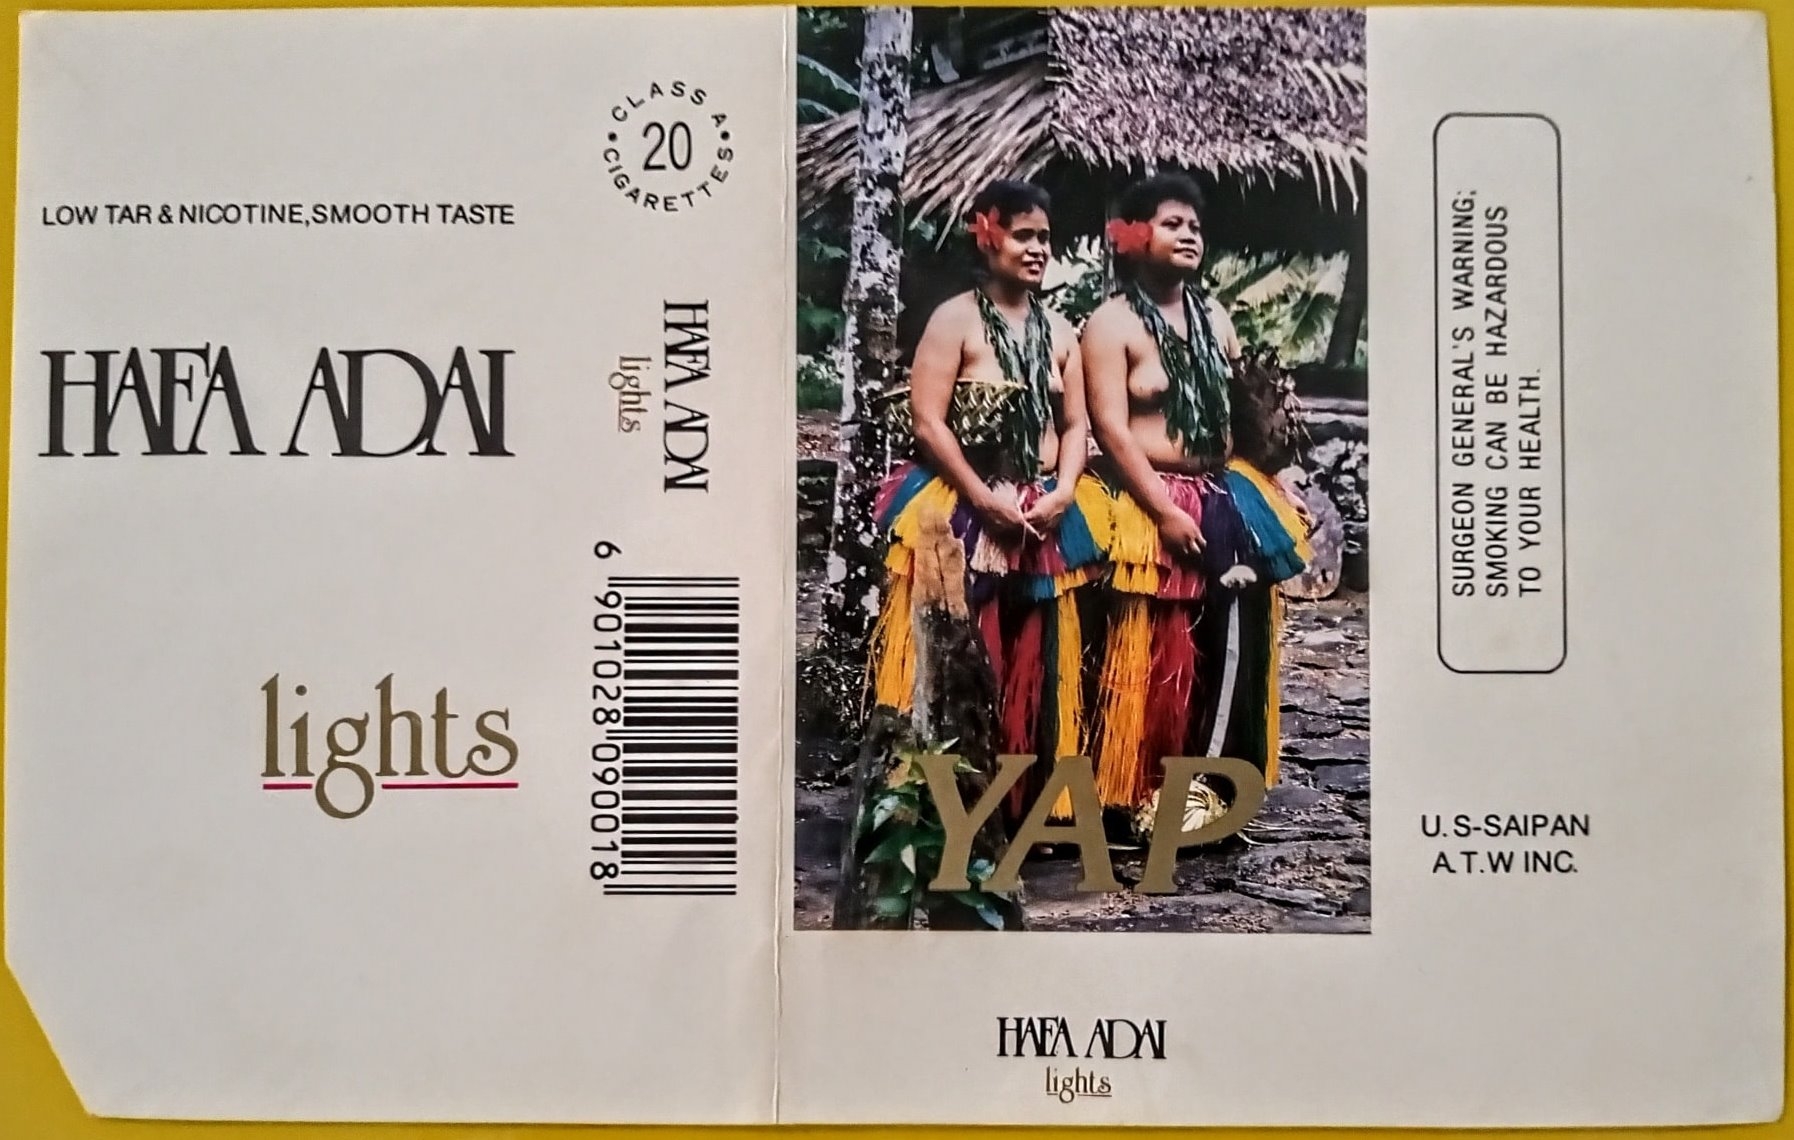 LOW TAR & NICOTINE,SMOOTH TASTE
HAFA ADAI
lights
CLASS A
20
CIGARETTES
HAFA ADAI
lights
6 901028 090018
YAP
HAFA ADAI
lights
SURGEON GENERAL'S WARNING;
SMOKING CAN BE HAZARDOUS
TO YOUR HEALTH.
U.S-SAIPAN
A.T.W INC.